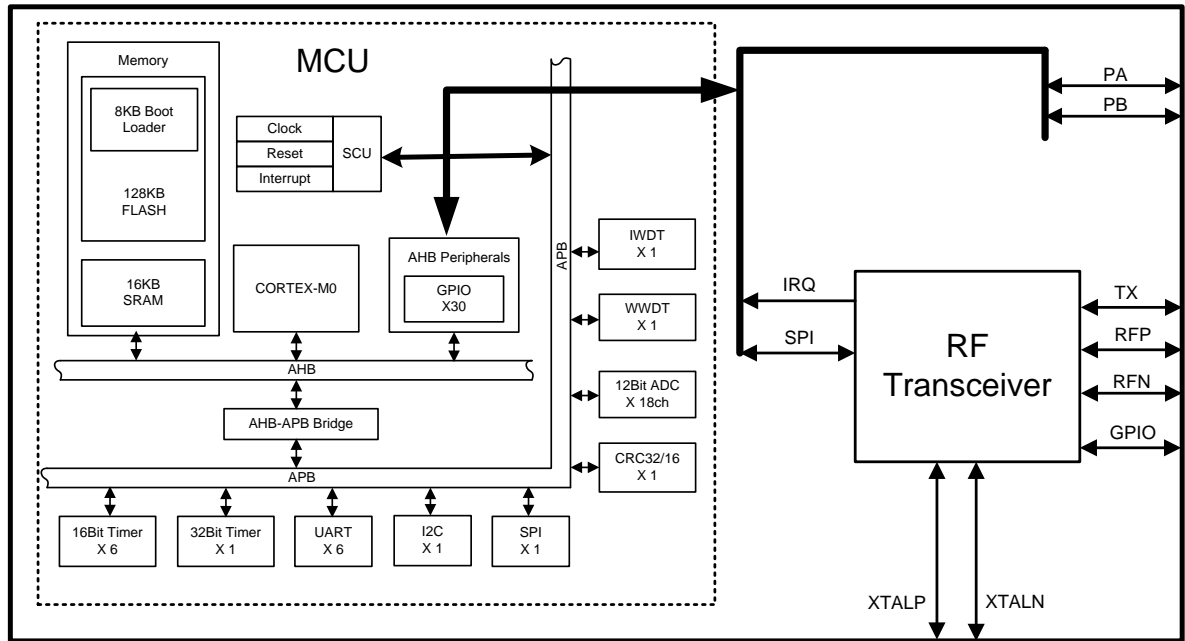 Memory
MCU
8KB Boot
Loader
128KB
FLASH
16KB
SRAM
Clock
Reset
Interrupt
SCU
CORTEX-M0
AHB Peripherals
GPIO
X30
AHB
AHB-APB Bridge
APB
APB
IWDT
X 1
WWDT
X 1
12Bit ADC
X 18ch
CRC32/16
X 1
16Bit Timer
X 6
32Bit Timer
X 1
UART
X 6
I2C
X 1
SPI
X 1
PA
PB
IRQ
SPI
RF
Transceiver
TX
RFP
RFN
GPIO
XTALP
XTALN